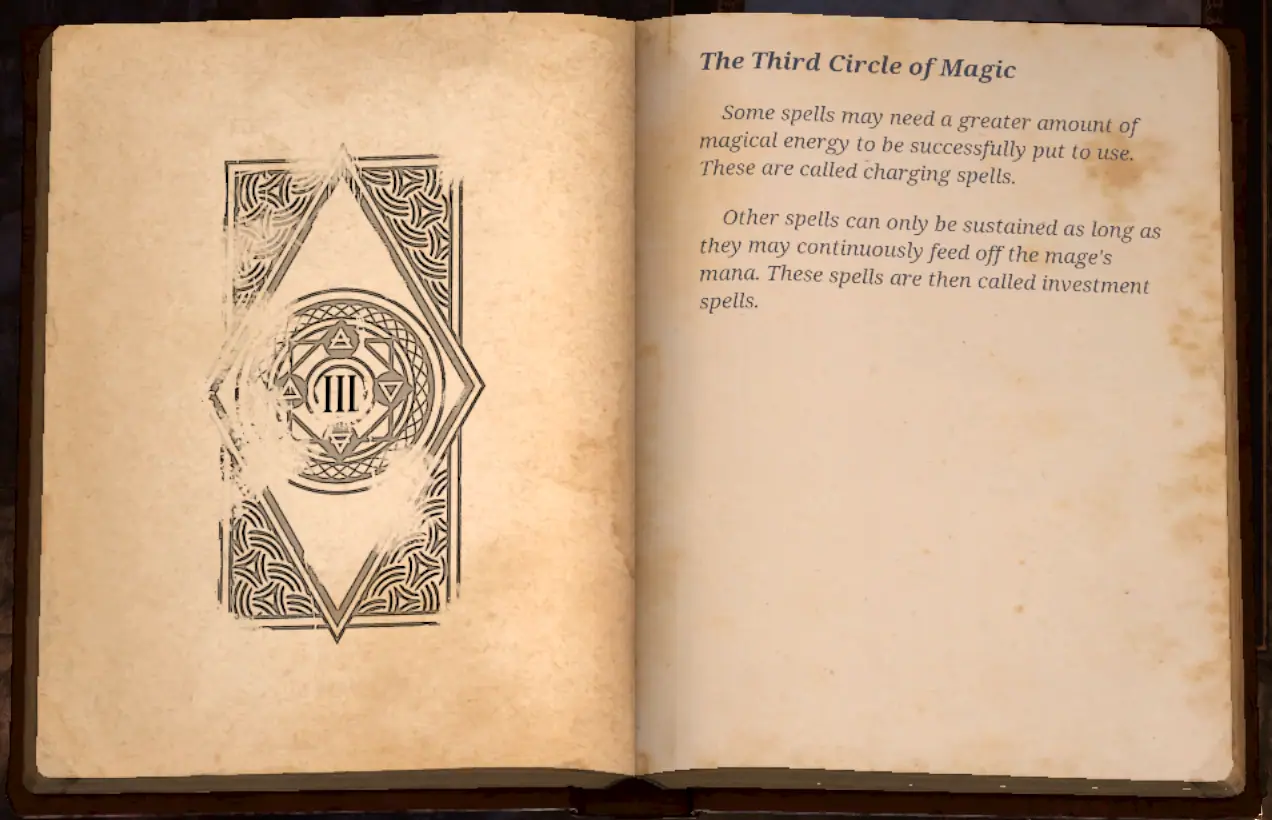 III
The Third Circle of Magic
Some spells may need a greater amount of
magical energy to be successfully put to use.
These are called charging spells.
Other spells can only be sustained as long as
they may continuously feed off the mage's
mana. These spells are then called investment
spells.